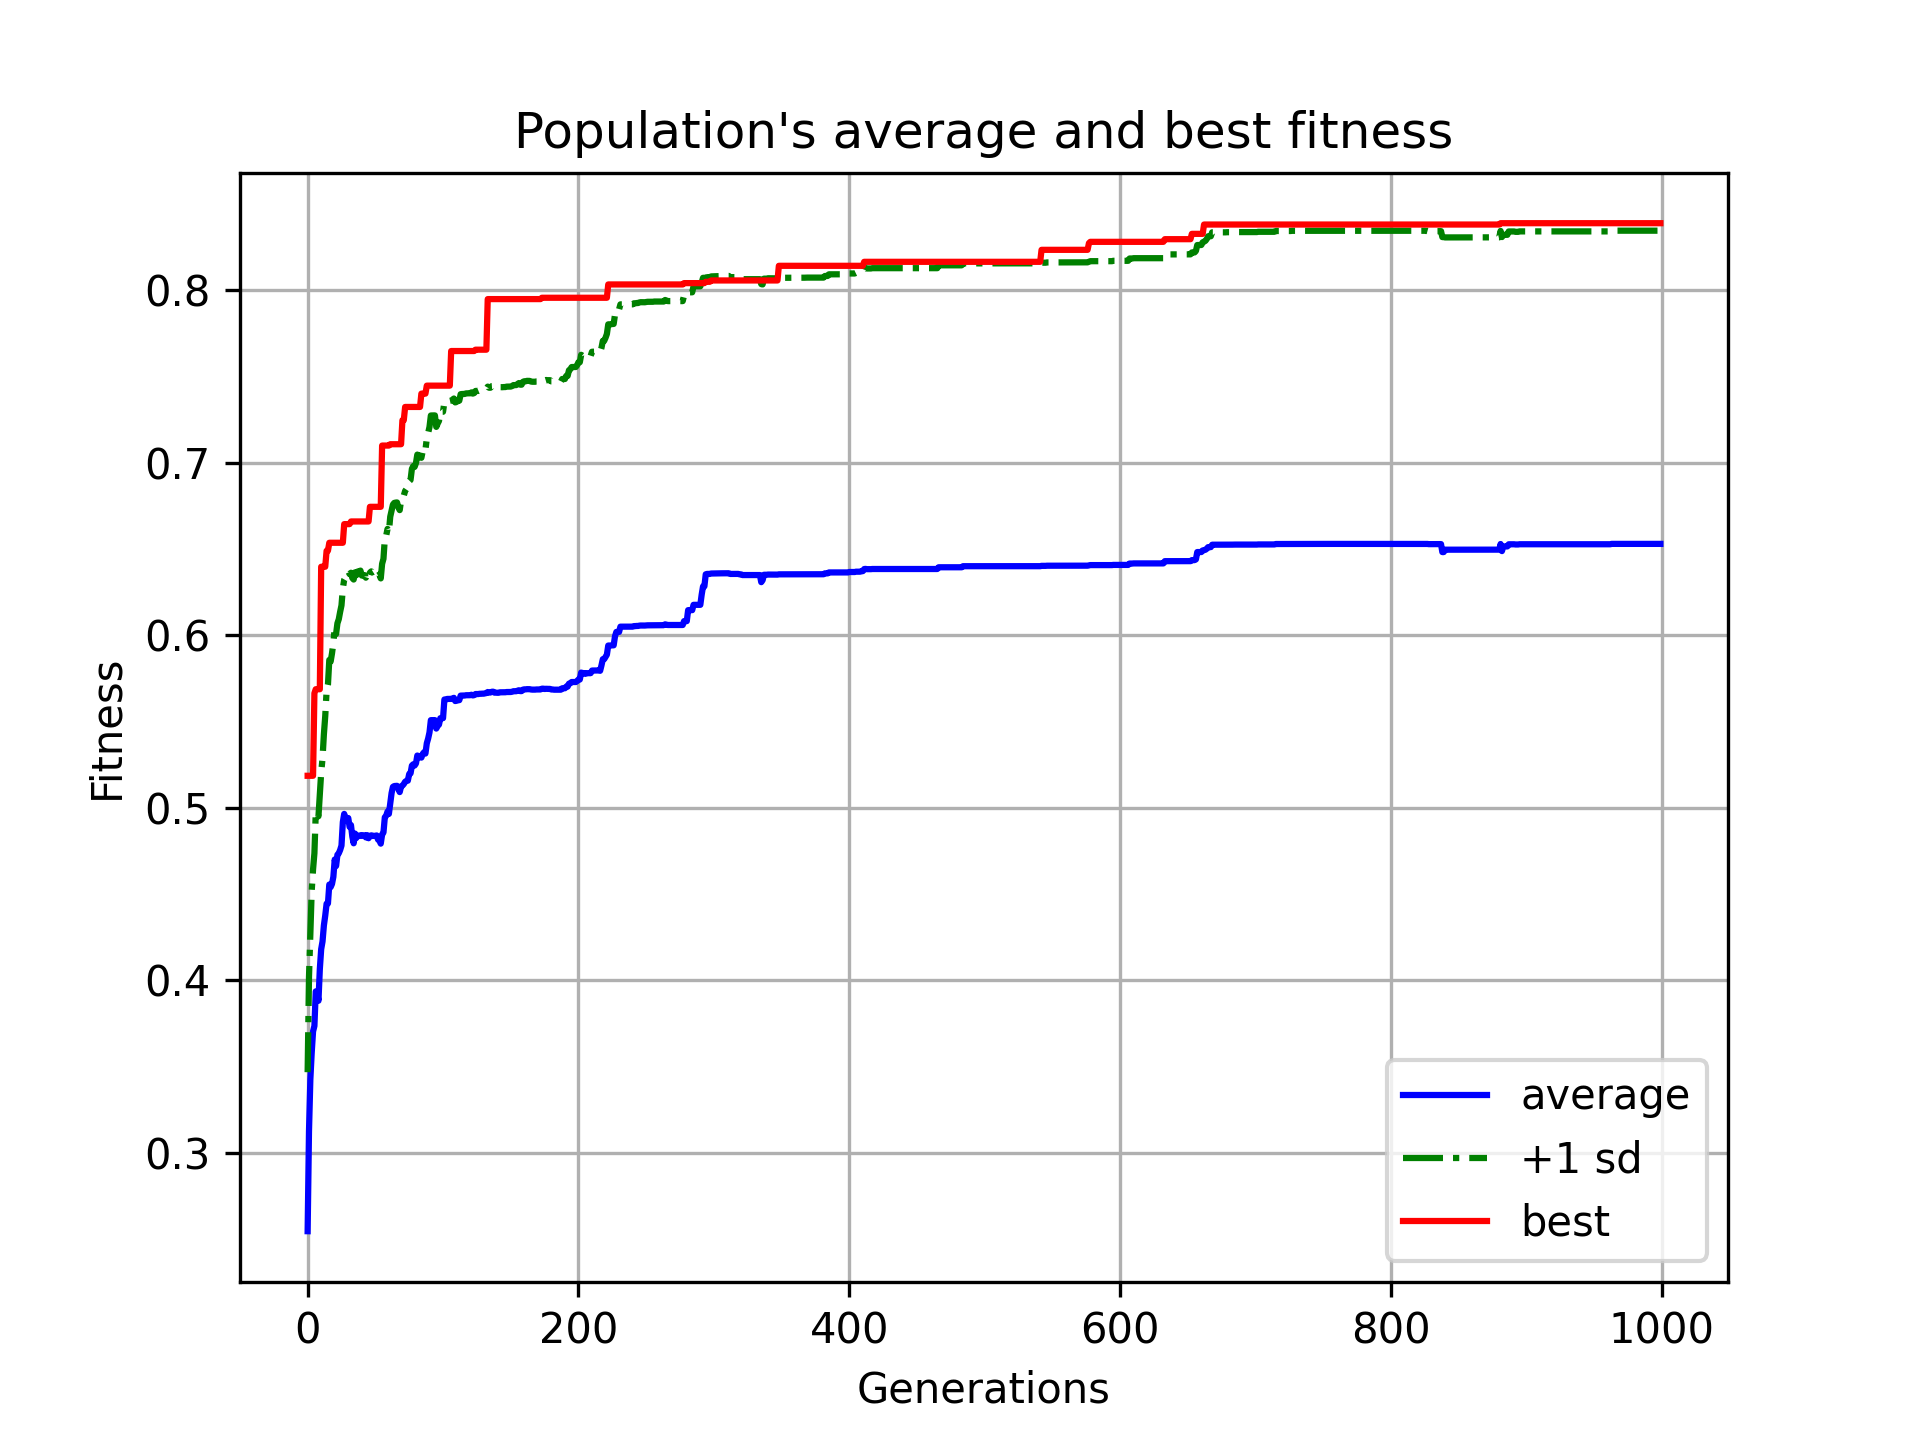 Population's average and best fitness
Fitness
0.8
0.7
0.6
0.5
0.4
0.3
0
200
400
600
800
1000
Generations
average
+1 sd
best